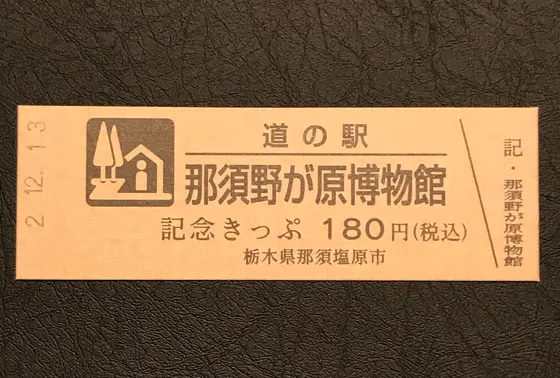 2.12.13
道の駅
那須野が原博物館
記念きっぷ 180円(税込)
栃木県那須塩原市
記・那須野が原博物館